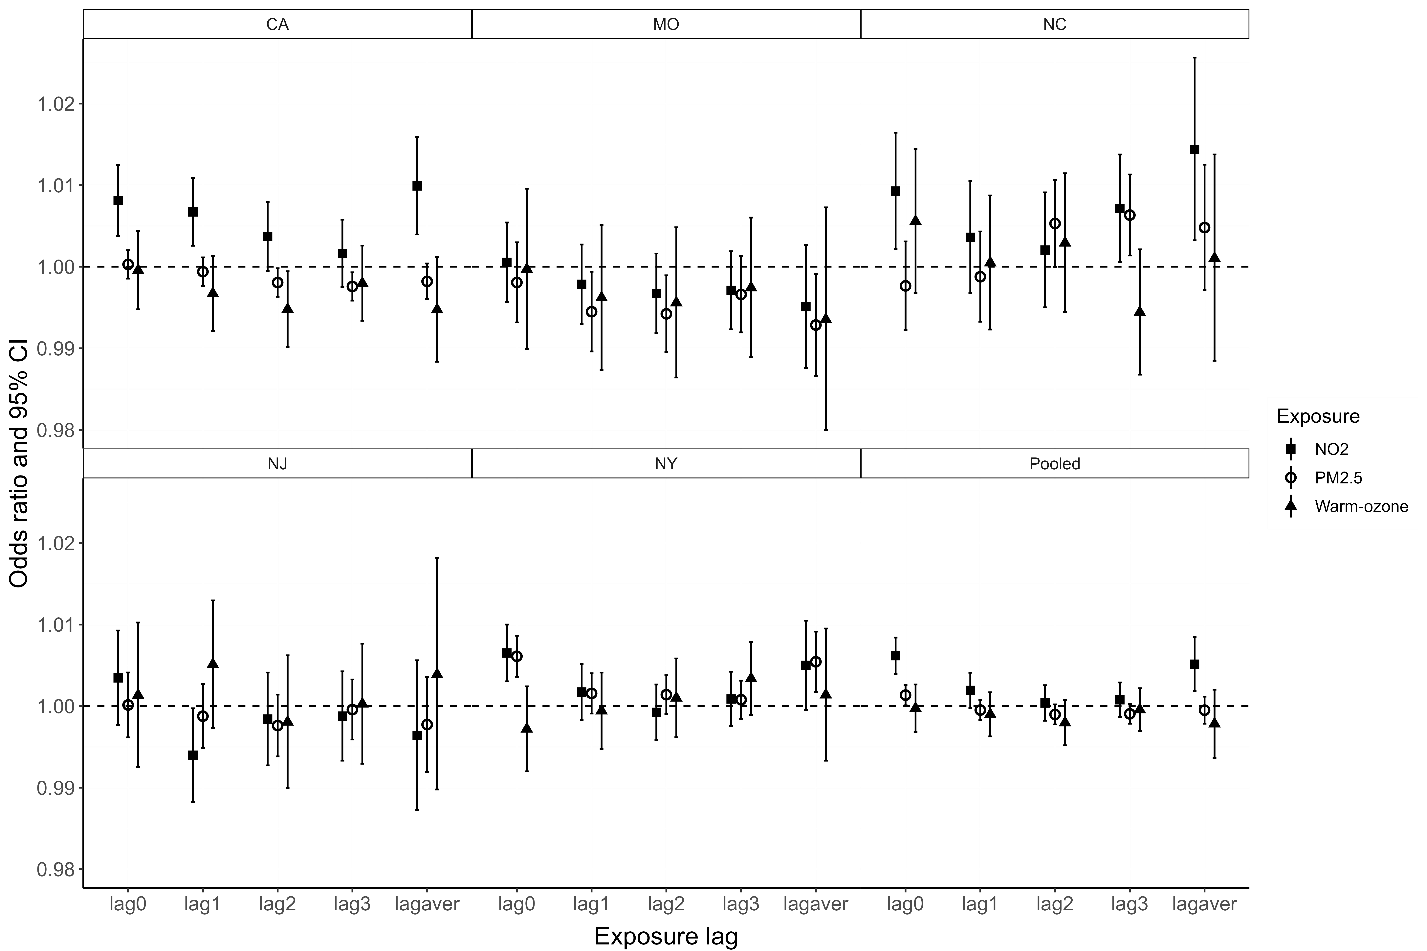 CA MO NC
1.02
1.01
1.00
0.99
0.98
Odds ratio and 95% CI
NJ NY Pooled
1.02
1.01
1.00
0.99
0.98
lag0 lag1 lag2 lag3 lagaver lag0 lag1 lag2 lag3 lagaver lag0 lag1 lag2 lag3 lagaver
Exposure lag
Exposure
NO2
PM2.5
Warm-ozone